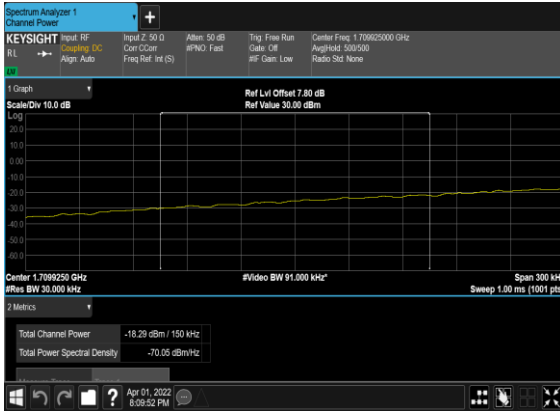 Spectrum Analyzer 1
Channel Power
KEYSIGHT
RL
Input: RF
Coupling: DC
Align: Auto
Input Z: 50 Ω
Corr CCorr
Freq Ref: Int (S)
Atten: 50 dB
#PNO: Fast
Trig: Free Run
Gate: Off
#IF Gain: Low
Center Freq: 1.709925000 GHz
Avg|Hold: 500/500
Radio Std: None
1 Graph
Scale/Div 10.0 dB
Ref Lvl Offset 7.80 dB
Ref Value 30.00 dBm
Log
20.0
10.0
0.00
-10.0
-20.0
-30.0
-40.0
-50.0
-60.0
Center 1.7099250 GHz
#Video BW 91.000 kHz*
Span 300 kH
#Res BW 30.000 kHz
Sweep 1.00 ms (1001 pts
2 Metrics
Total Channel Power -18.29 dBm / 150 kHz
Total Power Spectral Density -70.05 dBm/Hz
?
Apr 01, 2022
8:09:52 PM